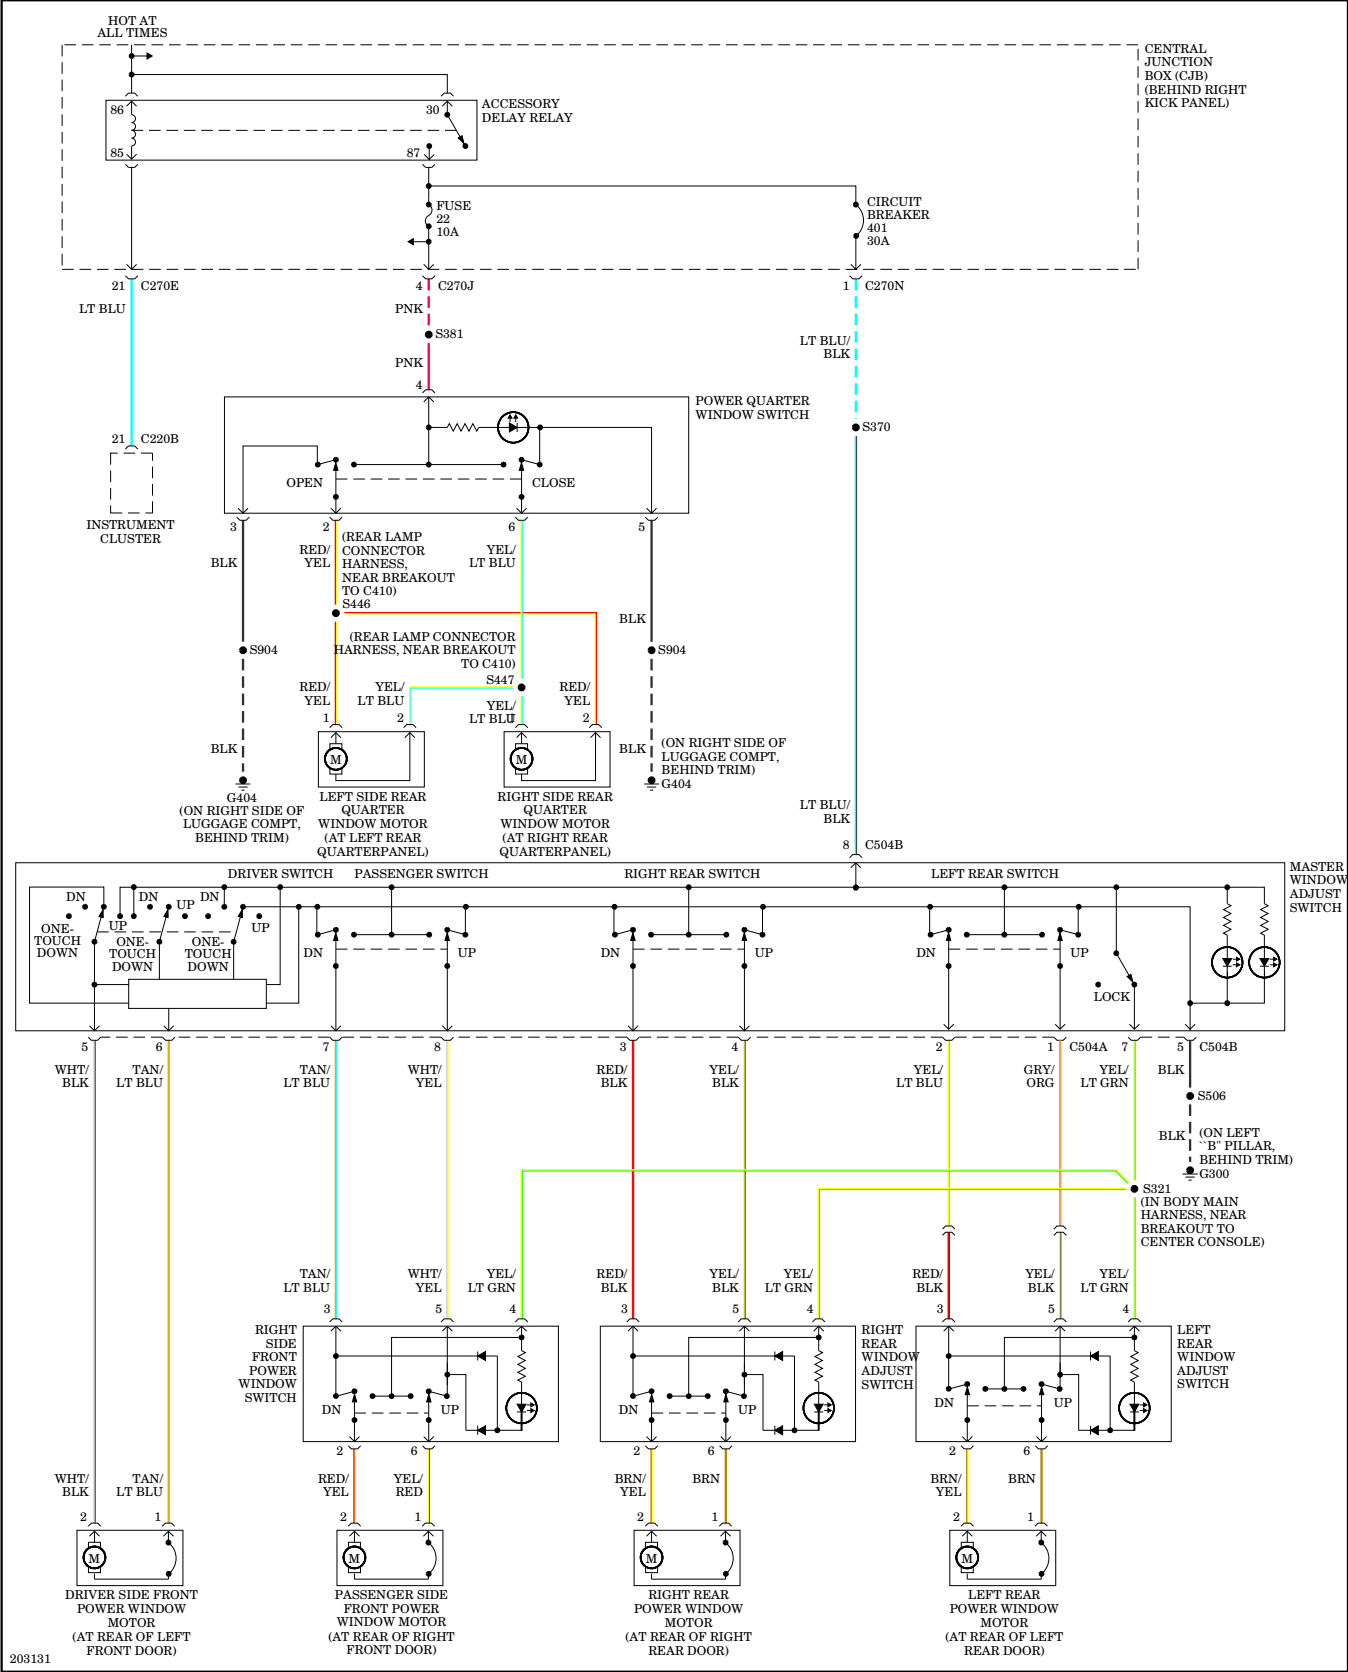 HOT AT
ALL TIMES
CENTRAL
JUNCTION
BOX (CJB)
(BEHIND RIGHT
KICK PANEL)
86
30
ACCESSORY
DELAY RELAY
85
87
FUSE
22
10A
CIRCUIT
BREAKER
401
30A
21 C270E
4 C270J
1 C270N
LT BLU
PNK
S381
LT BLU/
BLK
PNK
4
POWER QUARTER
WINDOW SWITCH
21 C220B
S370
OPEN
CLOSE
INSTRUMENT
CLUSTER
3
2
6
5
BLK
RED/
YEL
(REAR LAMP
CONNECTOR
HARNESS,
NEAR BREAKOUT
TO C410)
S446
YEL/
LT BLU
BLK
S904
(REAR LAMP CONNECTOR
HARNESS, NEAR BREAKOUT
TO C410)
S447
S904
RED/
YEL
YEL/
LT BLU
YEL/
LT BLU
RED/
YEL
1
2
1
2
BLK
M
M
BLK
(ON RIGHT SIDE OF
LUGGAGE COMPT,
BEHIND TRIM)
G404
G404
(ON RIGHT SIDE OF
LUGGAGE COMPT,
BEHIND TRIM)
LEFT SIDE REAR
QUARTER
WINDOW MOTOR
(AT LEFT REAR
QUARTERPANEL)
RIGHT SIDE REAR
QUARTER
WINDOW MOTOR
(AT RIGHT REAR
QUARTERPANEL)
LT BLU/
BLK
8 C504B
DRIVER SWITCH
PASSENGER SWITCH
RIGHT REAR SWITCH
LEFT REAR SWITCH
MASTER
WINDOW
ADJUST
SWITCH
DN
UP
ONE-
TOUCH
DOWN
DN
UP
ONE-
TOUCH
DOWN
DN
UP
ONE-
TOUCH
DOWN
DN
UP
DN
UP
DN
UP
LOCK
5
6
7
8
3
4
2
1 C504A
7
5 C504B
WHT/
BLK
TAN/
LT BLU
TAN/
LT BLU
WHT/
YEL
RED/
BLK
YEL/
BLK
YEL/
LT BLU
GRY/
ORG
YEL/
LT GRN
BLK
S506
BLK
(ON LEFT
``B" PILLAR,
BEHIND TRIM)
G300
S321
(IN BODY MAIN
HARNESS, NEAR
BREAKOUT TO
CENTER CONSOLE)
TAN/
LT BLU
WHT/
YEL
YEL/
LT GRN
RED/
BLK
YEL/
BLK
YEL/
LT GRN
RED/
BLK
YEL/
BLK
YEL/
LT GRN
3
5
4
3
5
4
3
5
4
RIGHT
SIDE
FRONT
POWER
WINDOW
SWITCH
DN
UP
RIGHT
REAR
WINDOW
ADJUST
SWITCH
DN
UP
LEFT
REAR
WINDOW
ADJUST
SWITCH
DN
UP
2
6
2
6
2
6
WHT/
BLK
TAN/
LT BLU
RED/
YEL
YEL/
RED
BRN/
YEL
BRN
BRN/
YEL
BRN
2
1
2
1
2
1
2
1
M
M
M
M
DRIVER SIDE FRONT
POWER WINDOW
MOTOR
(AT REAR OF LEFT
FRONT DOOR)
PASSENGER SIDE
FRONT POWER
WINDOW MOTOR
(AT REAR OF RIGHT
FRONT DOOR)
RIGHT REAR
POWER WINDOW
MOTOR
(AT REAR OF RIGHT
REAR DOOR)
LEFT REAR
POWER WINDOW
MOTOR
(AT REAR OF LEFT
REAR DOOR)
203131